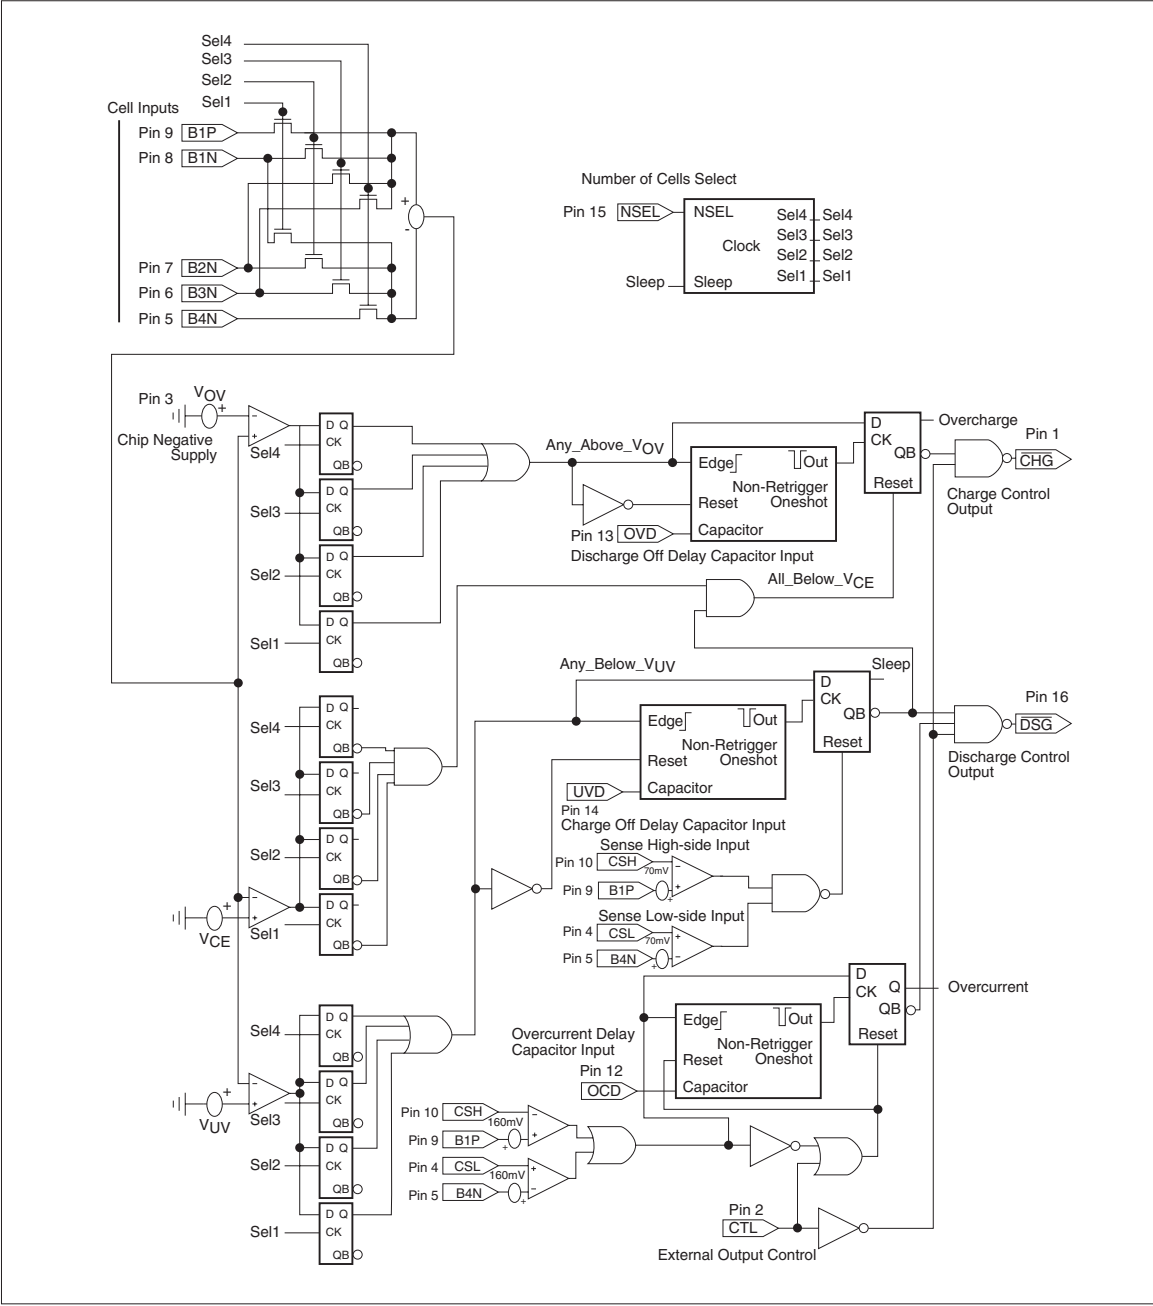 Sel4
Sel3
Sel2
Sel1
Cell Inputs
Pin 9 B1P
Pin 8 B1N
+
-
Pin 7 B2N
Pin 6 B3N
Pin 5 B4N
Number of Cells Select
Pin 15 NSEL
NSEL
Clock
Sleep
Sleep
Sel4 Sel4
Sel3 Sel3
Sel2 Sel2
Sel1 Sel1
Pin 3
VOV
+
Chip Negative
Supply
−
+
Sel4
D Q
CK
QB
Sel3
D Q
CK
QB
Sel2
D Q
CK
QB
Sel1
D Q
CK
QB
Any_Above_VOV
Edge
Out
Non-Retrigger
Oneshot
Reset
Capacitor
Pin 13 OVD
Discharge Off Delay Capacitor Input
D
CK
QB
Reset
Overcharge
Pin 1
CHG
Charge Control
Output
All_Below_VCE
Sel4
D Q
CK
QB
Sel3
D Q
CK
QB
Sel2
D Q
CK
QB
Sel1
D Q
CK
QB
VCE
+
−
+
Any_Below_VUV
Edge
Out
Non-Retrigger
Oneshot
Reset
Capacitor
UVD
Pin 14
Charge Off Delay Capacitor Input
D
CK
QB
Reset
Sleep
Pin 16
DSG
Discharge Control
Output
Sense High-side Input
Pin 10 CSH
70mV
Pin 9 B1P
−
+
+
Sense Low-side Input
Pin 4 CSL
70mV
Pin 5 B4N
+
−
+
Sel4
D Q
CK
QB
Sel3
D Q
CK
QB
Sel2
D Q
CK
QB
Sel1
D Q
CK
QB
VUV
+
−
+
Overcurrent Delay
Capacitor Input
Pin 12
OCD
Edge
Out
Non-Retrigger
Oneshot
Reset
Capacitor
D
CK Q
QB
Reset
Overcurrent
Pin 10 CSH
160mV
Pin 9 B1P
−
+
+
Pin 4 CSL
160mV
Pin 5 B4N
+
−
+
Pin 2
CTL
External Output Control